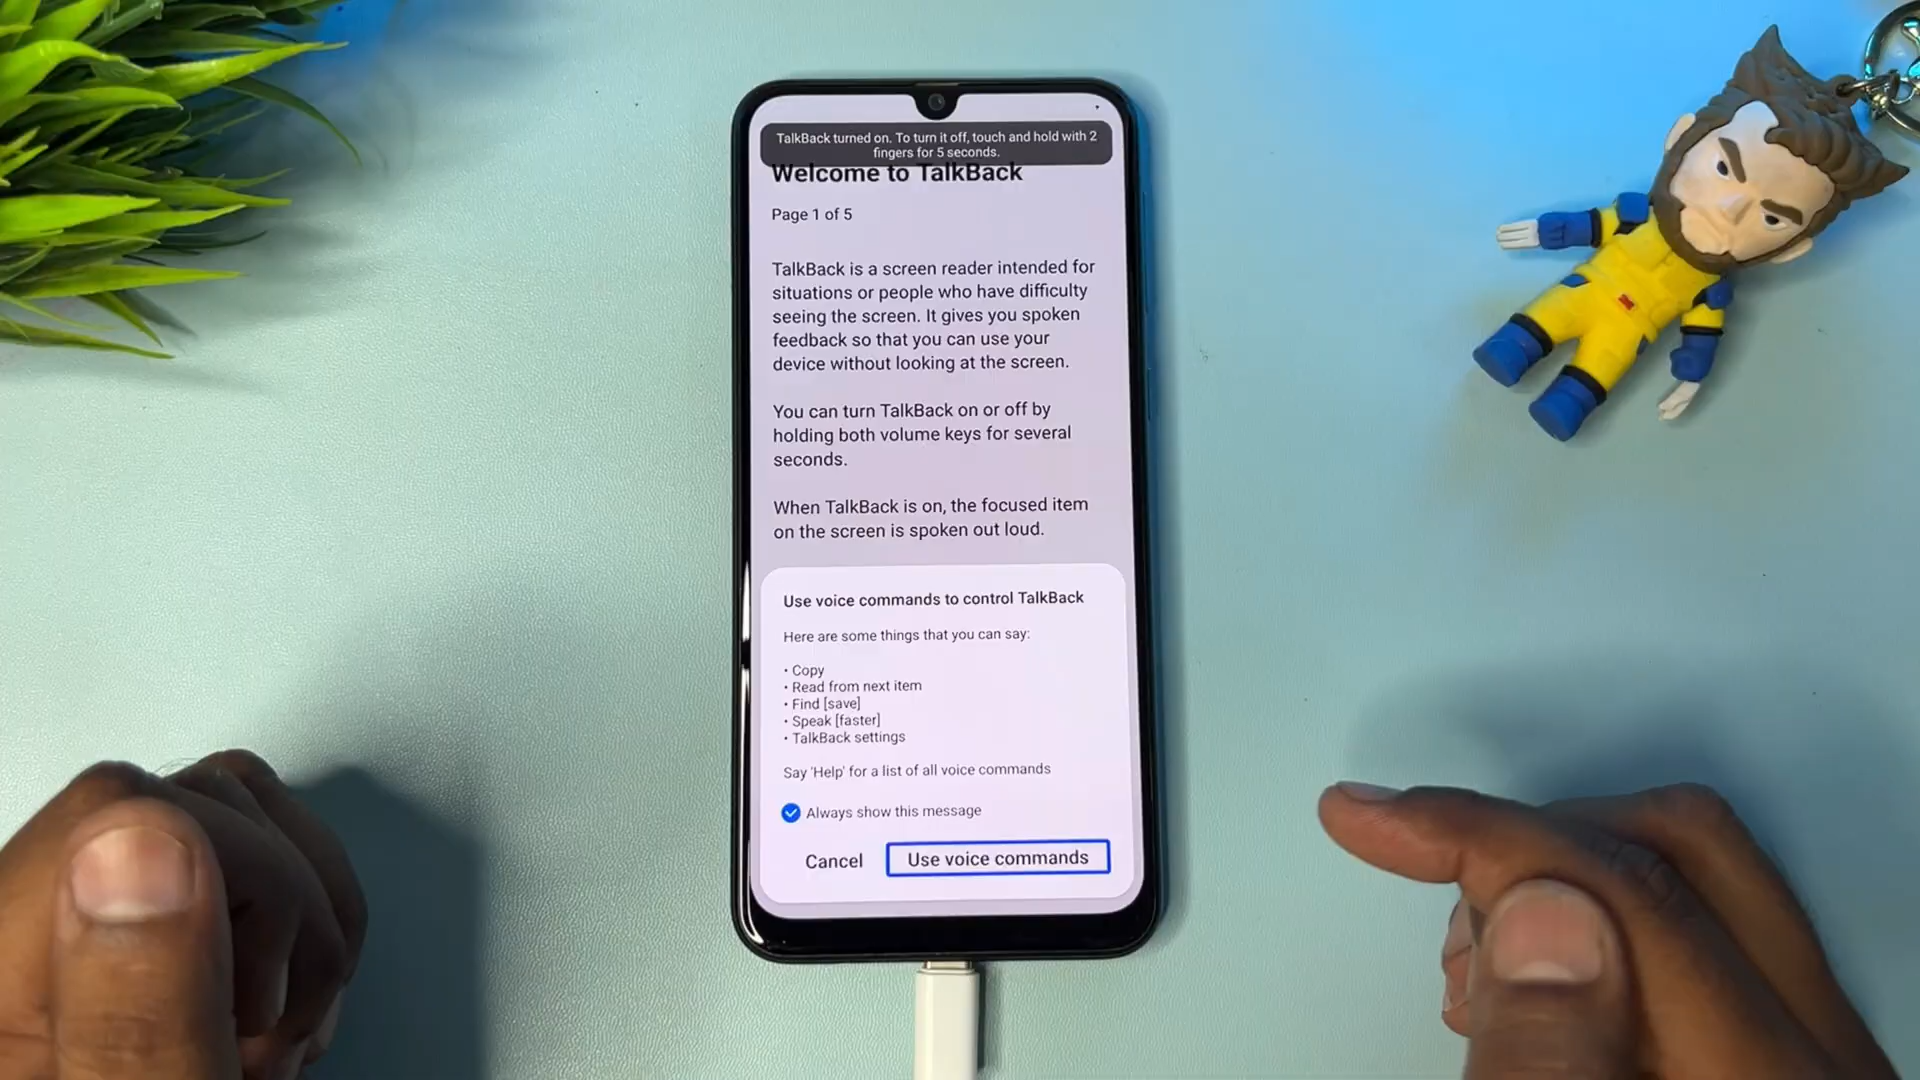 TalkBack turned on. To turn it off, touch and hold with 2
fingers for 5 seconds.
Welcome to TalkBack
Page 1 of 5
TalkBack is a screen reader intended for
situations or people who have difficulty
seeing the screen. It gives you spoken
feedback so that you can use your
device without looking at the screen.
You can turn TalkBack on or off by
holding both volume keys for several
seconds.
When TalkBack is on, the focused item
on the screen is spoken out loud.
Use voice commands to control TalkBack
Here are some things that you can say:
• Copy
• Read from next item
• Find [save]
• Speak [faster]
• TalkBack settings
Say 'Help' for a list of all voice commands
Always show this message
Cancel
Use voice commands